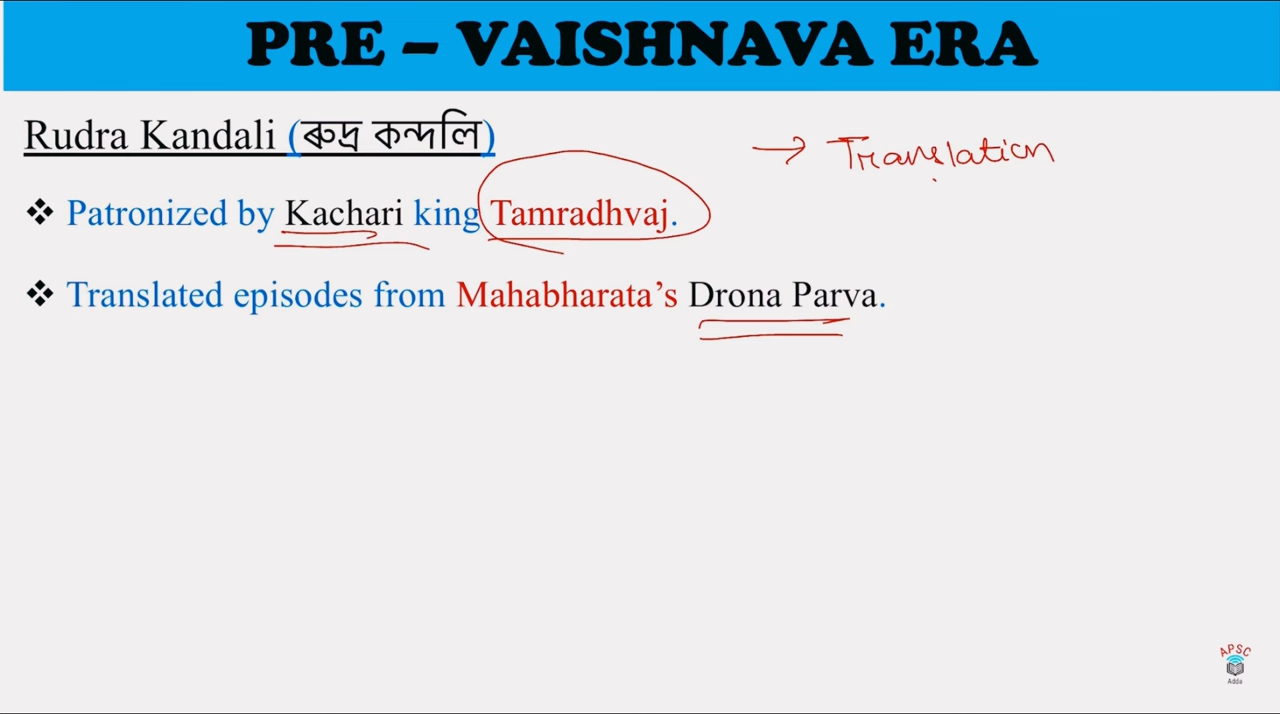 PRE – VAISHNAVA ERA
Rudra Kandali (ৰুদ্ৰ কন্দলি)
→ Translation
❖ Patronized by Kachari king Tamradhvaj.
❖ Translated episodes from Mahabharata’s Drona Parva.
APSC
Adda